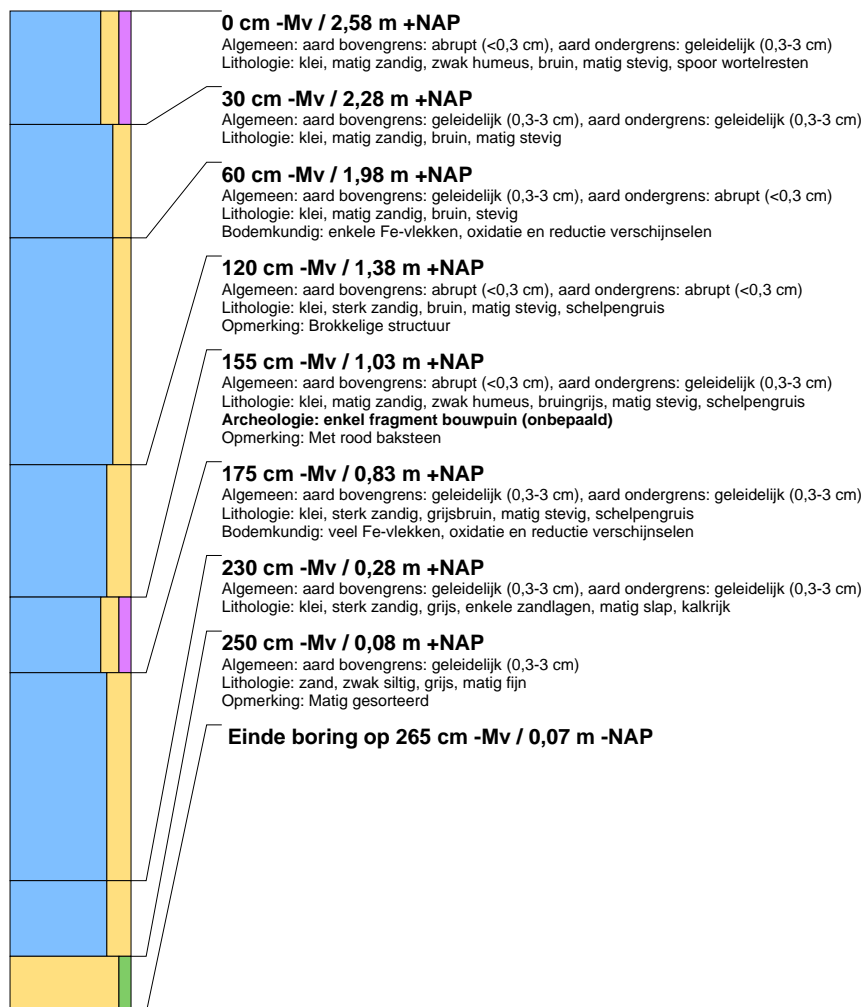 0 cm -Mv / 2,58 m +NAP
Algemeen: aard bovengrens: abrupt (<0,3 cm), aard ondergrens: geleidelijk (0,3-3 cm)
Lithologie: klei, matig zandig, zwak humeus, bruin, matig stevig, spoor wortelresten
30 cm -Mv / 2,28 m +NAP
Algemeen: aard bovengrens: geleidelijk (0,3-3 cm), aard ondergrens: geleidelijk (0,3-3 cm)
Lithologie: klei, matig zandig, bruin, matig stevig
60 cm -Mv / 1,98 m +NAP
Algemeen: aard bovengrens: geleidelijk (0,3-3 cm), aard ondergrens: abrupt (<0,3 cm)
Lithologie: klei, matig zandig, bruin, stevig
Bodemkundig: enkele Fe-vlekken, oxidatie en reductie verschijnselen
120 cm -Mv / 1,38 m +NAP
Algemeen: aard bovengrens: abrupt (<0,3 cm), aard ondergrens: abrupt (<0,3 cm)
Lithologie: klei, sterk zandig, bruin, matig stevig, schelpengruis
Opmerking: Brokkelige structuur
155 cm -Mv / 1,03 m +NAP
Algemeen: aard bovengrens: abrupt (<0,3 cm), aard ondergrens: geleidelijk (0,3-3 cm)
Lithologie: klei, matig zandig, zwak humeus, bruingrijs, matig stevig, schelpengruis
Archeologie: enkel fragment bouwpuin (onbepaald)
Opmerking: Met rood baksteen
175 cm -Mv / 0,83 m +NAP
Algemeen: aard bovengrens: geleidelijk (0,3-3 cm), aard ondergrens: geleidelijk (0,3-3 cm)
Lithologie: klei, sterk zandig, grijsbruin, matig stevig, schelpengruis
Bodemkundig: veel Fe-vlekken, oxidatie en reductie verschijnselen
230 cm -Mv / 0,28 m +NAP
Algemeen: aard bovengrens: geleidelijk (0,3-3 cm), aard ondergrens: geleidelijk (0,3-3 cm)
Lithologie: klei, sterk zandig, grijs, enkele zandlagen, matig slap, kalkrijk
250 cm -Mv / 0,08 m +NAP
Algemeen: aard bovengrens: geleidelijk (0,3-3 cm)
Lithologie: zand, zwak siltig, grijs, matig fijn
Opmerking: Matig gesorteerd
Einde boring op 265 cm -Mv / 0,07 m -NAP